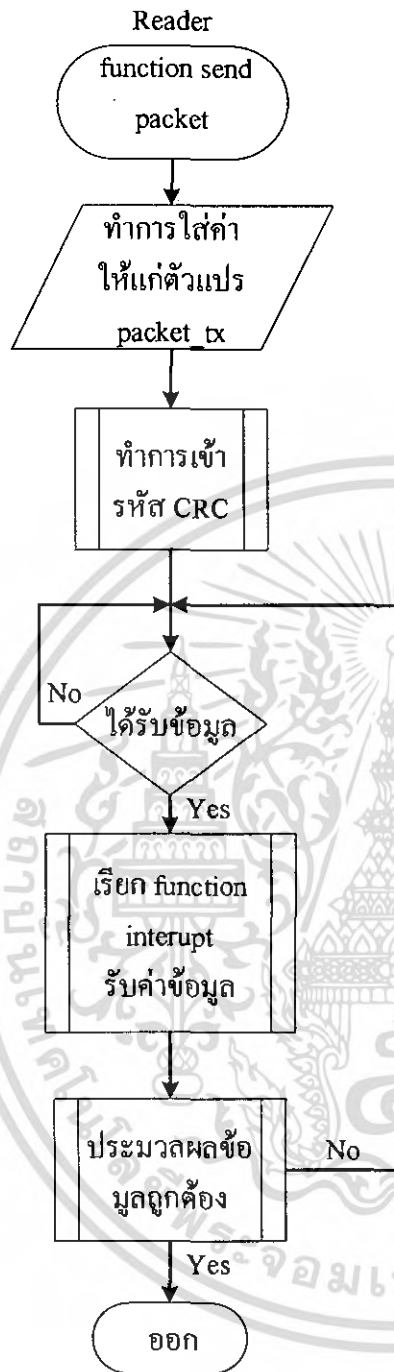 Reader
function send
packet
ทำการใส่ค่า
ให้แก่ตัวแปร
packet_tx
ทำการเข้า
รหัส CRC
No
ได้รับข้อมูล
Yes
เรียก function
interupt
รับค่าข้อมูล
ประมวลผลข้อ
มูลถูกต้อง
No
Yes
ออก